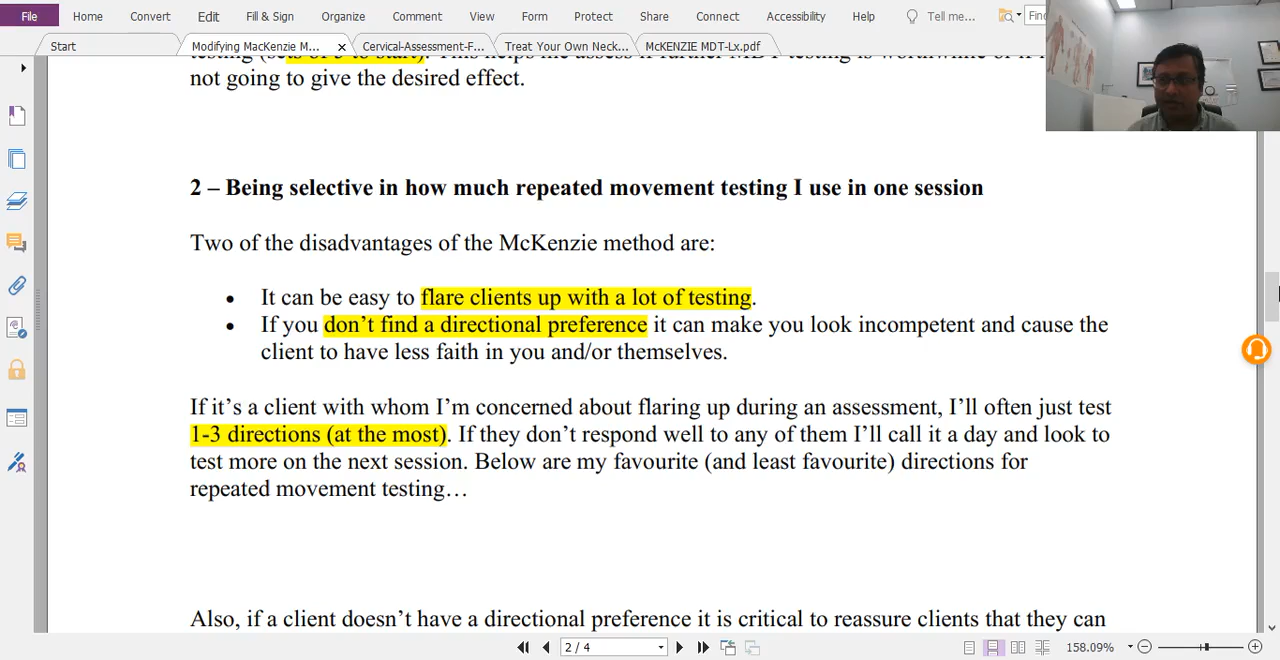 File Home Convert Edit Fill & Sign Organize Comment View Form Protect Share Connect Accessibility Help Tell me... Find
Start Modifying MacKenzie M... × Cervical-Assessment-F... Treat Your Own Neck... McKENZIE MDT-Lx.pdf
not going to give the desired effect.
2 – Being selective in how much repeated movement testing I use in one session
Two of the disadvantages of the McKenzie method are:
• It can be easy to flare clients up with a lot of testing.
• If you don’t find a directional preference it can make you look incompetent and cause the
client to have less faith in you and/or themselves.
If it’s a client with whom I’m concerned about flaring up during an assessment, I’ll often just test
1-3 directions (at the most). If they don’t respond well to any of them I’ll call it a day and look to
test more on the next session. Below are my favourite (and least favourite) directions for
repeated movement testing…
Also, if a client doesn’t have a directional preference it is critical to reassure clients that they can
2 / 4 158.09%